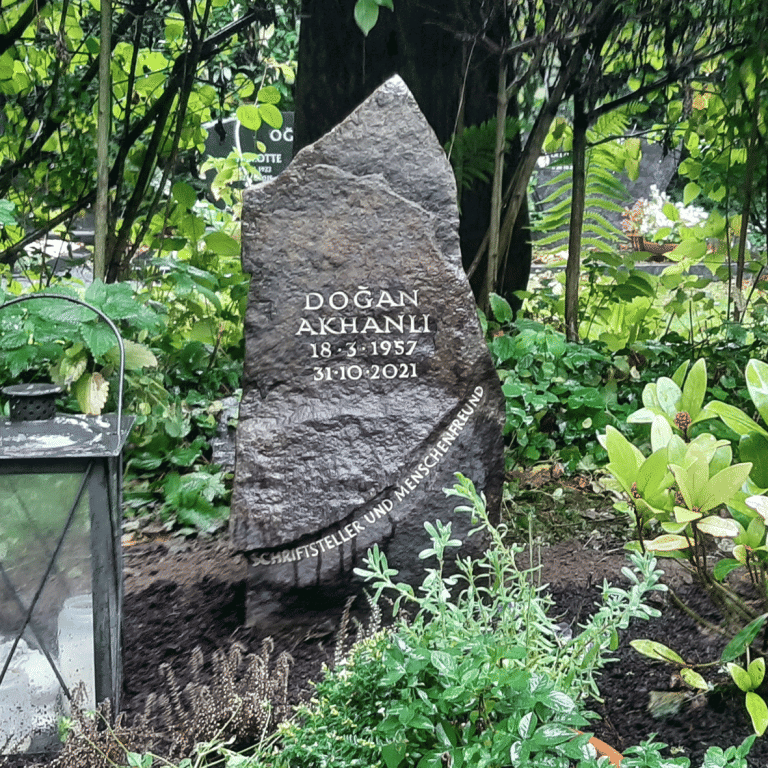 DOĞAN
AKHANLI
18·3·1957
31·10·2021
SCHRIFTSTELLER UND MENSCHENFREUND